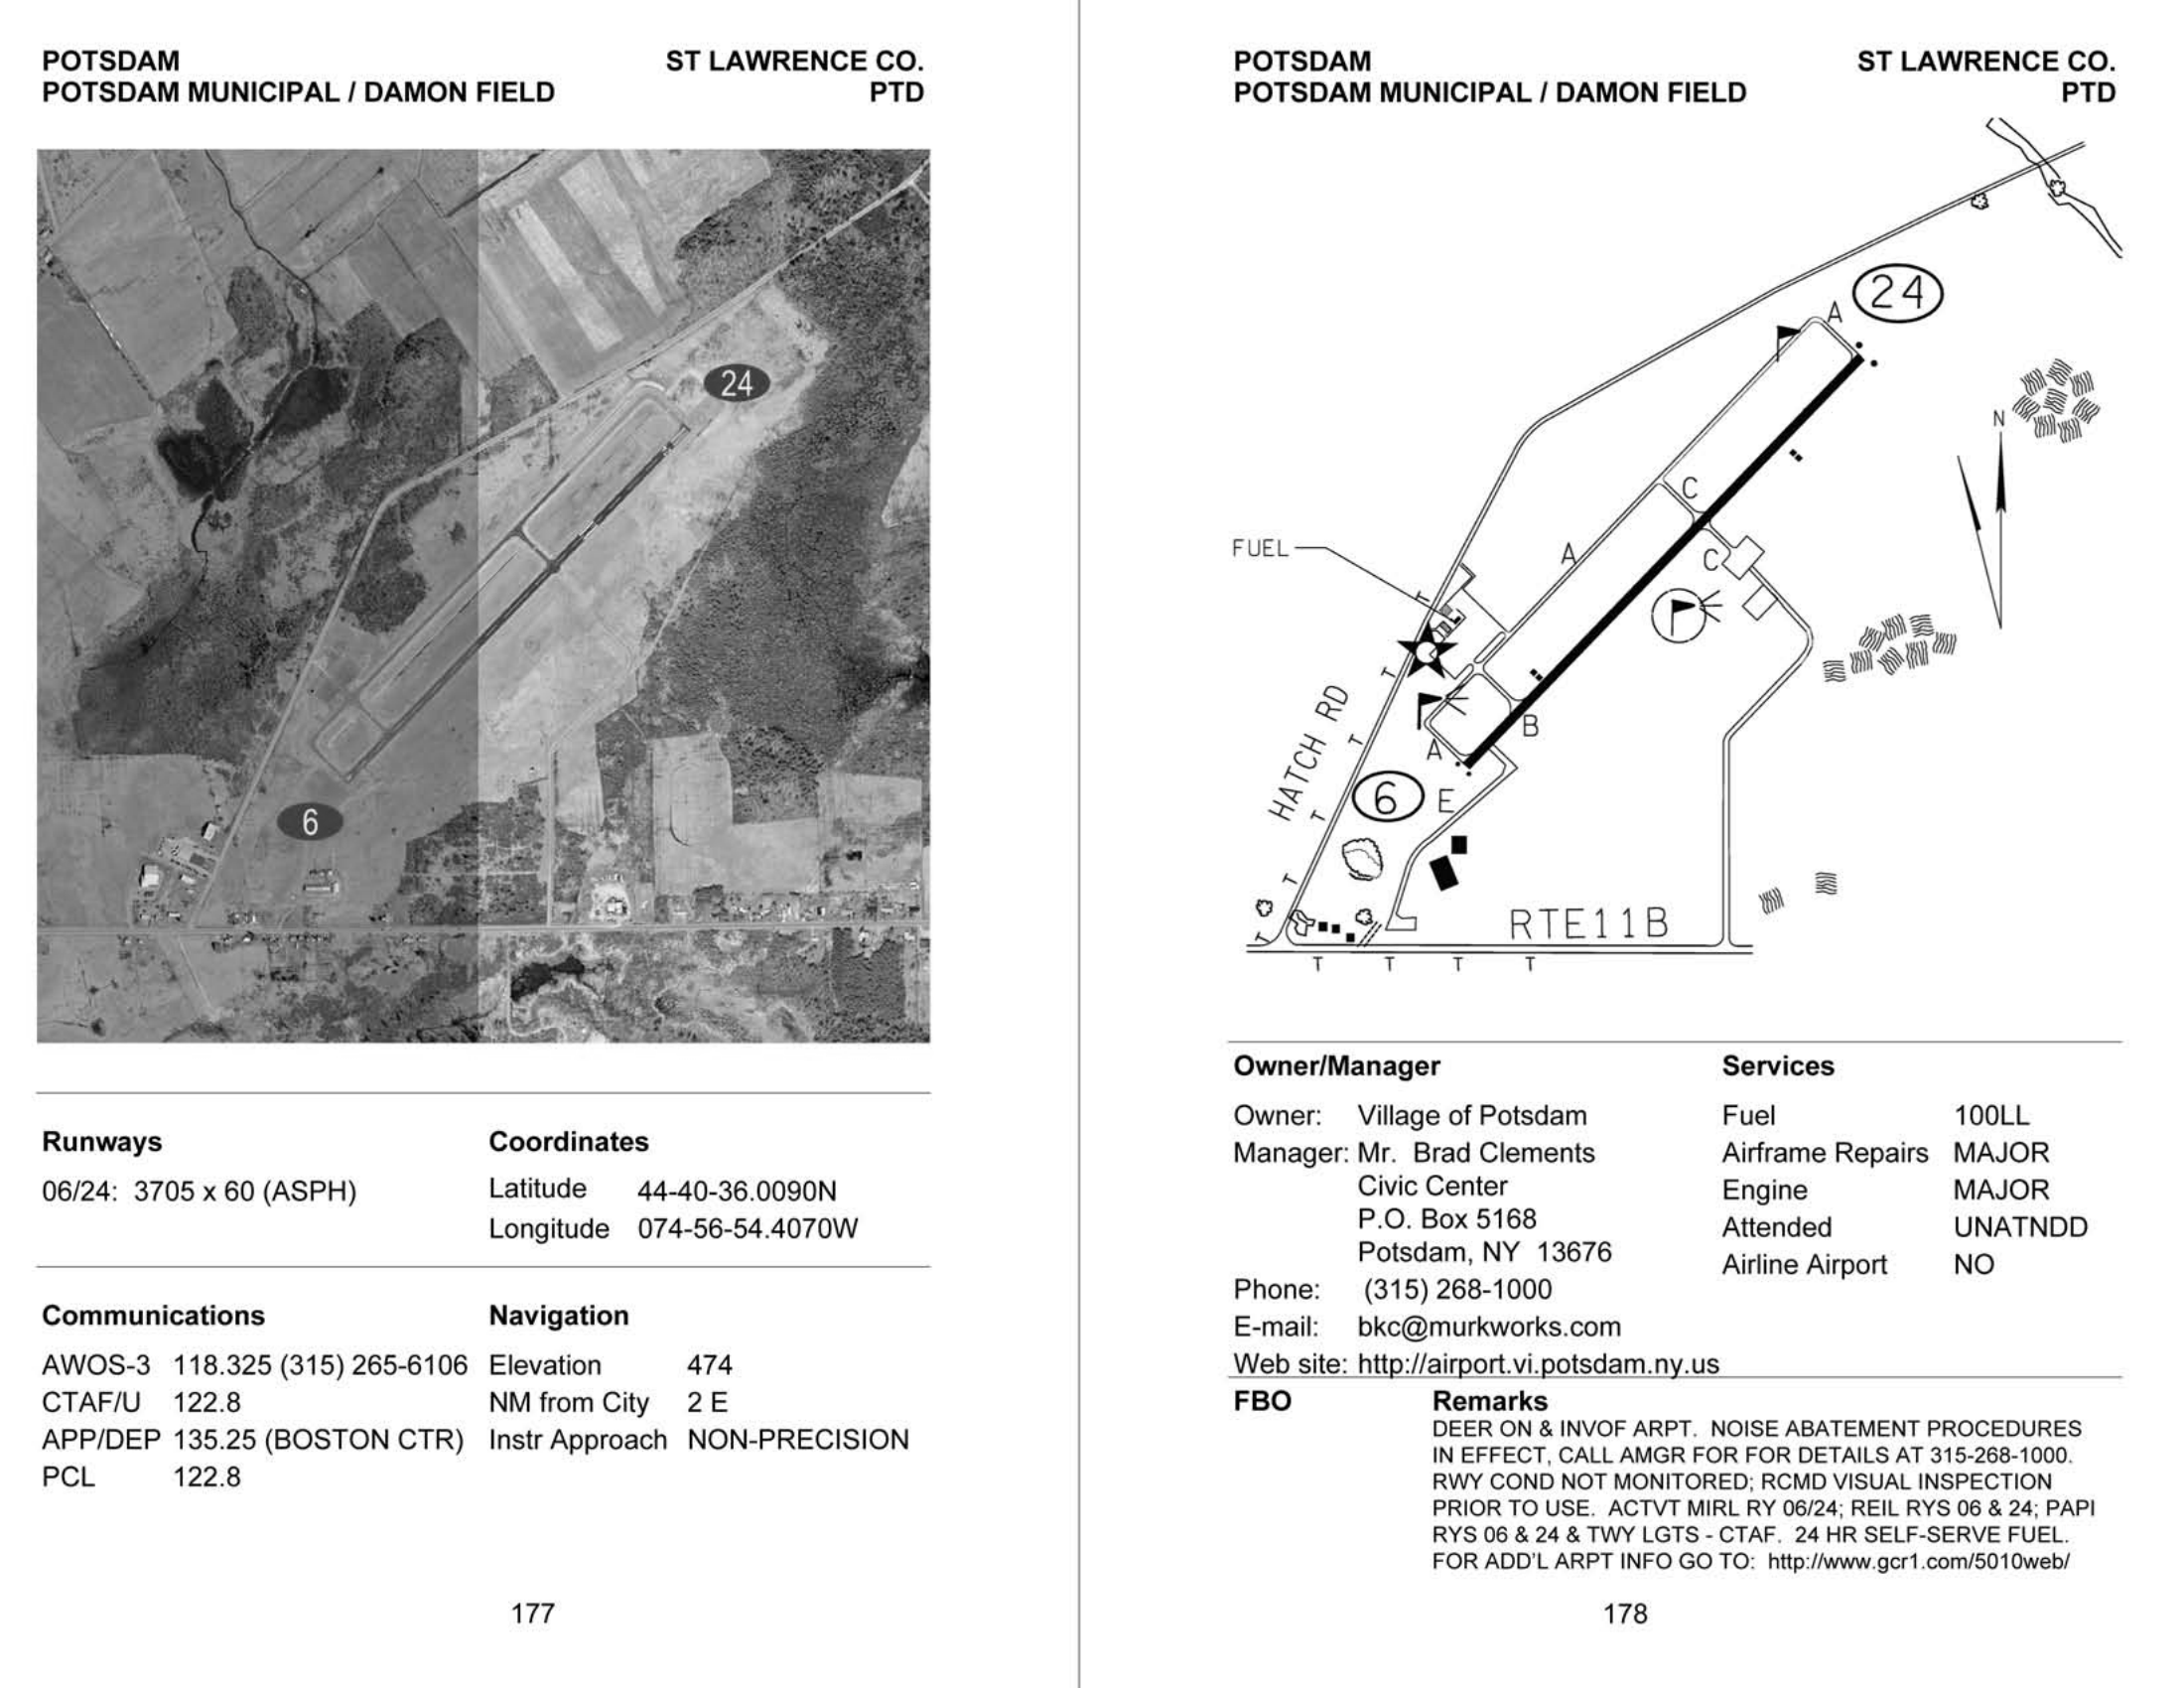 POTSDAM ST LAWRENCE CO.
POTSDAM MUNICIPAL / DAMON FIELD PTD
24
6
Runways
06/24: 3705 x 60 (ASPH)
Coordinates
Latitude 44-40-36.0090N
Longitude 074-56-54.4070W
Communications
AWOS-3 118.325 (315) 265-6106
CTAF/U 122.8
APP/DEP 135.25 (BOSTON CTR)
PCL 122.8
Navigation
Elevation 474
NM from City 2 E
Instr Approach NON-PRECISION
177
POTSDAM ST LAWRENCE CO.
POTSDAM MUNICIPAL / DAMON FIELD PTD
24
A
N
C
FUEL
A
C
T
T
HATCH RD
B
T
A
6
E
T
T
RTE11B
T
T T T T
Owner/Manager
Owner: Village of Potsdam
Manager: Mr. Brad Clements
Civic Center
P.O. Box 5168
Potsdam, NY 13676
Phone: (315) 268-1000
E-mail: bkc@murkworks.com
Web site: http://airport.vi.potsdam.ny.us
Services
Fuel 100LL
Airframe Repairs MAJOR
Engine MAJOR
Attended UNATNDD
Airline Airport NO
FBO
Remarks
DEER ON & INVOF ARPT. NOISE ABATEMENT PROCEDURES
IN EFFECT, CALL AMGR FOR FOR DETAILS AT 315-268-1000.
RWY COND NOT MONITORED; RCMD VISUAL INSPECTION
PRIOR TO USE. ACTVT MIRL RY 06/24; REIL RYS 06 & 24; PAPI
RYS 06 & 24 & TWY LGTS - CTAF. 24 HR SELF-SERVE FUEL.
FOR ADD'L ARPT INFO GO TO: http://www.gcr1.com/5010web/
178